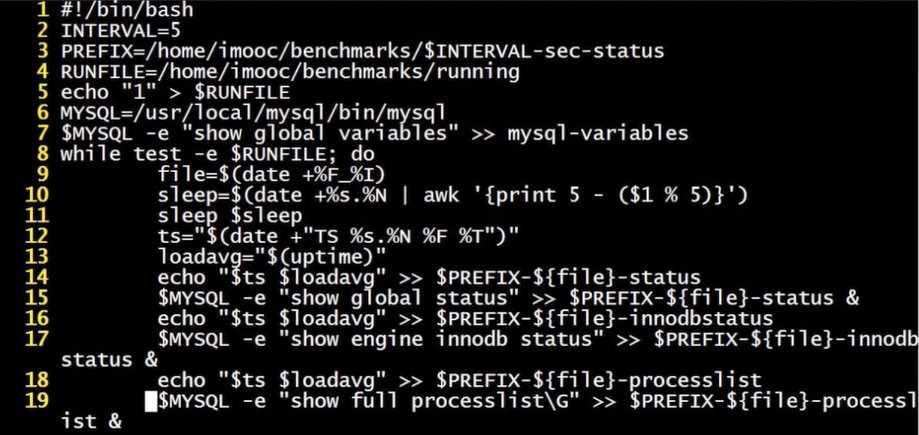 1 #!/bin/bash
2 INTERVAL=5
3 PREFIX=/home/imooc/benchmarks/$INTERVAL-sec-status
4 RUNFILE=/home/imooc/benchmarks/running
5 echo "1" > $RUNFILE
6 MYSQL=/usr/local/mysql/bin/mysql
7 $MYSQL -e "show global variables" >> mysql-variables
8 while test -e $RUNFILE; do
9         file=$(date +%F_%I)
10         sleep=$(date +%s.%N | awk '{print 5 - ($1 % 5)}')
11         sleep $sleep
12         ts="$(date +"TS %s.%N %F %T")"
13         loadavg="$(uptime)"
14         echo "$ts $loadavg" >> $PREFIX-${file}-status
15         $MYSQL -e "show global status" >> $PREFIX-${file}-status &
16         echo "$ts $loadavg" >> $PREFIX-${file}-innodbstatus
17         $MYSQL -e "show engine innodb status" >> $PREFIX-${file}-innodb
status &
18         echo "$ts $loadavg" >> $PREFIX-${file}-processlist
19         $MYSQL -e "show full processlist\G" >> $PREFIX-${file}-processl
ist &